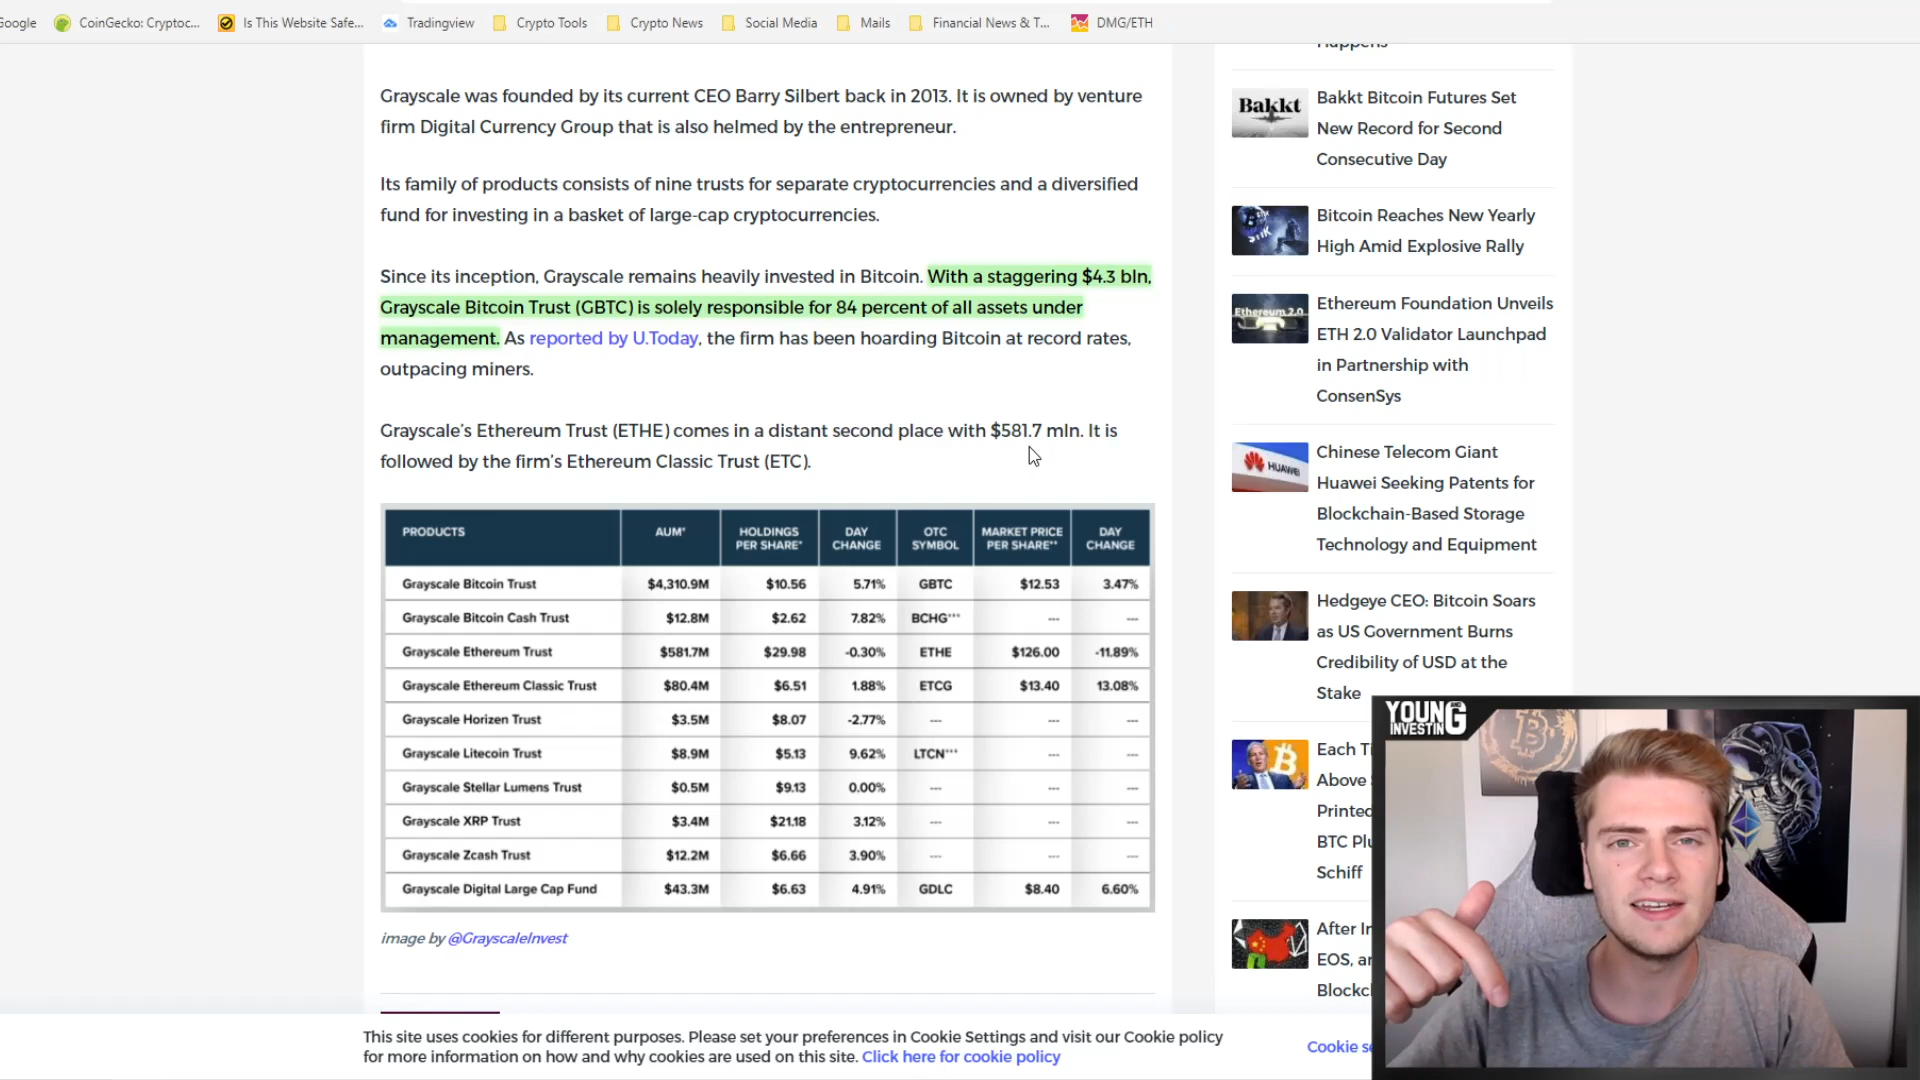 Google CoinGecko: Cryptoc... Is This Website Safe... Tradingview Crypto Tools Crypto News Social Media Mails Financial News & T... DMG/ETH
Grayscale was founded by its current CEO Barry Silbert back in 2013. It is owned by venture
firm Digital Currency Group that is also helmed by the entrepreneur.
Its family of products consists of nine trusts for separate cryptocurrencies and a diversified
fund for investing in a basket of large-cap cryptocurrencies.
Since its inception, Grayscale remains heavily invested in Bitcoin. With a staggering $4.3 bln,
Grayscale Bitcoin Trust (GBTC) is solely responsible for 84 percent of all assets under
management. As reported by U.Today, the firm has been hoarding Bitcoin at record rates,
outpacing miners.
Grayscale's Ethereum Trust (ETHE) comes in a distant second place with $581.7 mln. It is
followed by the firm's Ethereum Classic Trust (ETC).
PRODUCTS AUM* HOLDINGS PER SHARE* DAY CHANGE OTC SYMBOL MARKET PRICE PER SHARE** DAY CHANGE
Grayscale Bitcoin Trust $4,310.9M $10.56 5.71% GBTC $12.53 3.47%
Grayscale Bitcoin Cash Trust $12.8M $2.62 7.82% BCHG*** --- ---
Grayscale Ethereum Trust $581.7M $29.98 -0.30% ETHE $126.00 -11.89%
Grayscale Ethereum Classic Trust $80.4M $6.51 1.88% ETCG $13.40 13.08%
Grayscale Horizen Trust $3.5M $8.07 -2.77% --- --- ---
Grayscale Litecoin Trust $8.9M $5.13 9.62% LTCN*** --- ---
Grayscale Stellar Lumens Trust $0.5M $9.13 0.00% --- --- ---
Grayscale XRP Trust $3.4M $21.18 3.12% --- --- ---
Grayscale Zcash Trust $12.2M $6.66 3.90% --- --- ---
Grayscale Digital Large Cap Fund $43.3M $6.63 4.91% GDLC $8.40 6.60%
image by @GrayscaleInvest
Happens
Bakkt
Bakkt Bitcoin Futures Set
New Record for Second
Consecutive Day
Bitcoin Reaches New Yearly
High Amid Explosive Rally
Ethereum 2.0
Ethereum Foundation Unveils
ETH 2.0 Validator Launchpad
in Partnership with
ConsenSys
HUAWEI
Chinese Telecom Giant
Huawei Seeking Patents for
Blockchain-Based Storage
Technology and Equipment
Hedgeye CEO: Bitcoin Soars
as US Government Burns
Credibility of USD at the
Stake
Each T
Above
Printed
BTC Plu
Schiff
After In
EOS, ar
Blockc
YOUNG AND
INVESTING
This site uses cookies for different purposes. Please set your preferences in Cookie Settings and visit our Cookie policy
for more information on how and why cookies are used on this site. Click here for cookie policy
Cookie se